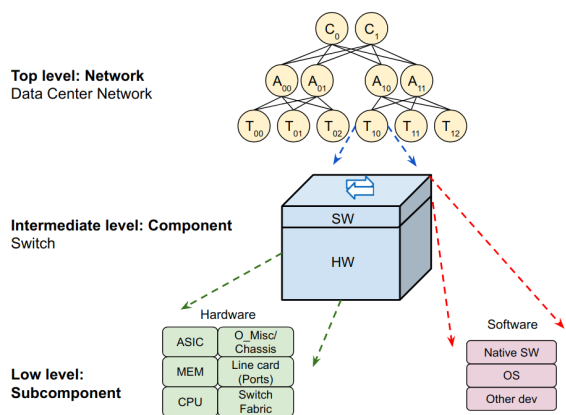 C0 C1
Top level: Network
Data Center Network
A00 A01 A10 A11
T00 T01 T02 T10 T11 T12
Intermediate level: Component
Switch
SW
HW
Hardware
Software
ASIC
O_Misc/
Chassis
MEM
Line card
(Ports)
CPU
Switch
Fabric
Native SW
OS
Other dev
Low level:
Subcomponent